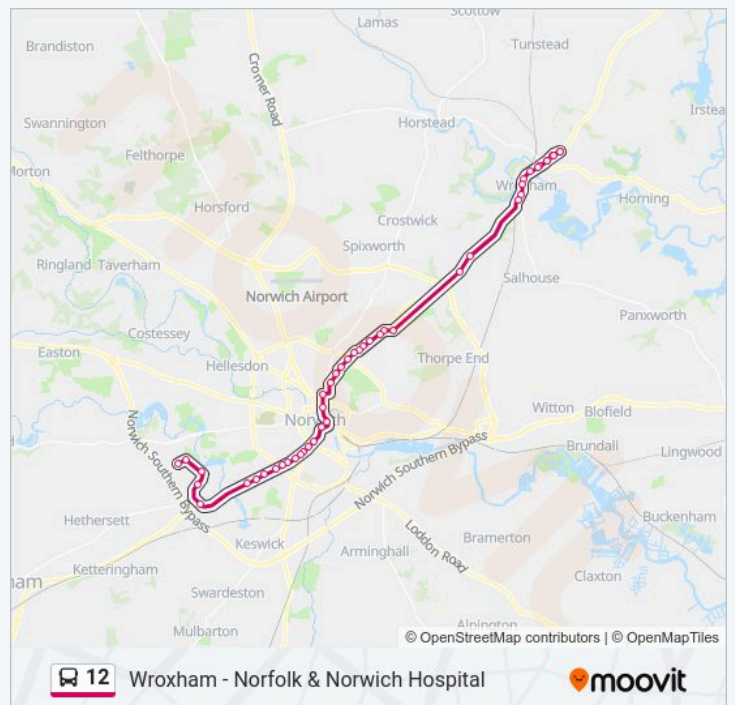 Lamas
Scottow
Brandiston
Tunstead
Cromer Road
Swannington
Horstead
Irstea
Felthorpe
Morton
Wroxham
Horsford
Horning
Crostwick
Spixworth
Ringland Taverham
Salhouse
Norwich Airport
Panxworth
Costessey
Easton
Thorpe End
Hellesdon
Witton
Blofield
Norwich
Norwich Southern Bypass
Brundall
Lingwood
Norwich Southern Bypass
Hethersett
Buckenham
Keswick
Loddon Road
Bramerton
Arminghall
Ketteringham
ham
Claxton
Swardeston
Alpington
Mulbarton
© OpenStreetMap contributors | © OpenMapTiles
12 Wroxham - Norfolk & Norwich Hospital
moovit